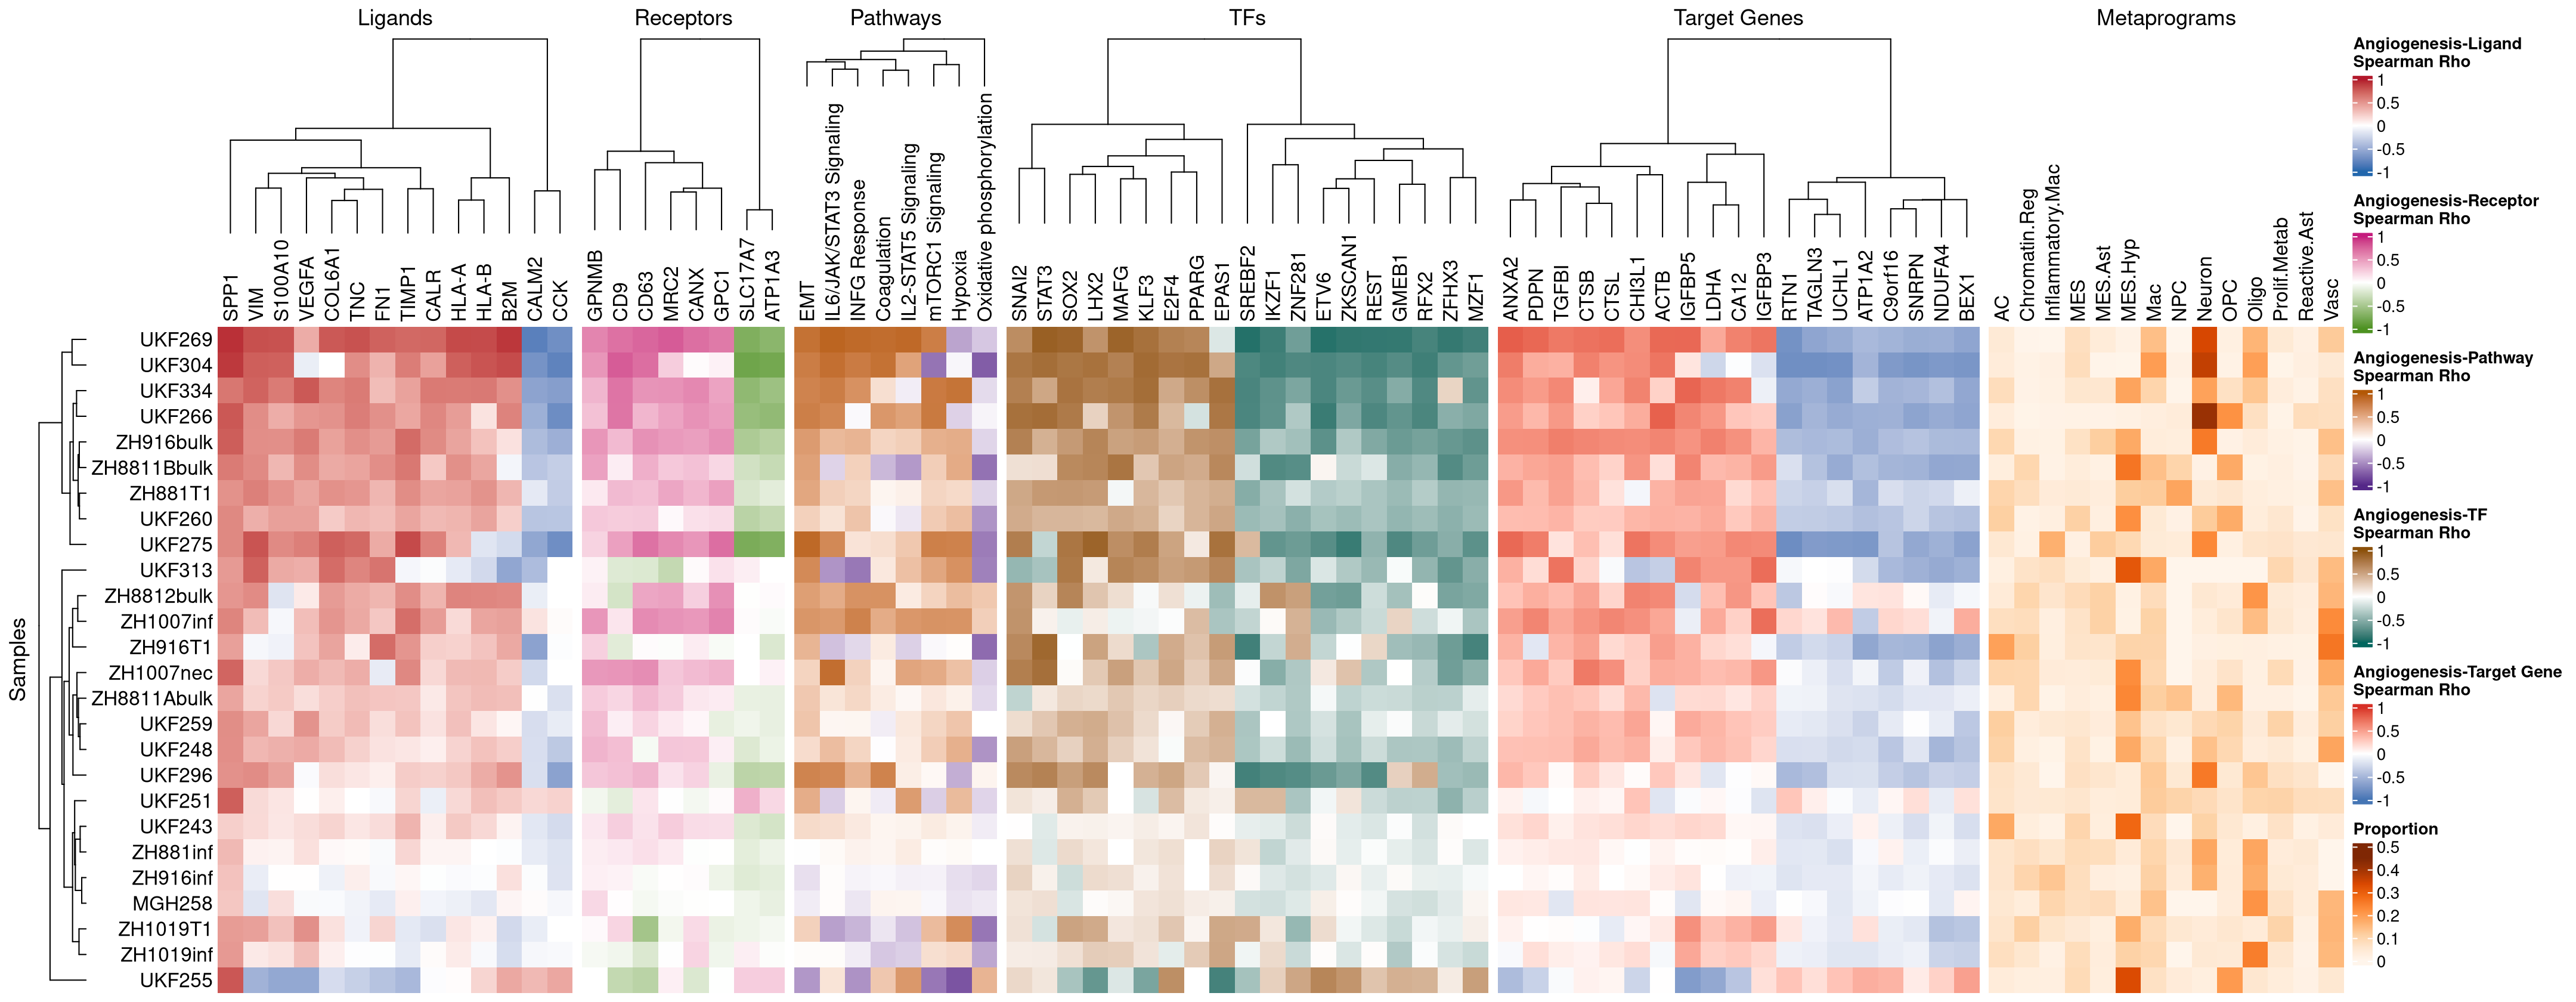 Ligands
Receptors
Pathways
TFs
Target Genes
Metaprograms
SPP1
VIM
S100A10
VEGFA
COL6A1
TNC
FN1
TIMP1
CALR
HLA-A
HLA-B
B2M
CALM2
CCK
GPNMB
CD9
CD63
MRC2
CANX
GPC1
SLC17A7
ATP1A3
EMT
IL6/JAK/STAT3 Signaling
INFG Response
Coagulation
IL2-STAT5 Signaling
mTORC1 Signaling
Hypoxia
Oxidative phosphorylation
SNAI2
STAT3
SOX2
LHX2
MAFG
KLF3
E2F4
PPARG
EPAS1
SREBF2
IKZF1
ZNF281
ETV6
ZKSCAN1
REST
GMEB1
RFX2
ZFHX3
MZF1
ANXA2
PDPN
TGFBI
CTSB
CTSL
CHI3L1
ACTB
IGFBP5
LDHA
CA12
IGFBP3
RTN1
TAGLN3
UCHL1
ATP1A2
C9orf16
SNRPN
NDUFA4
BEX1
AC
Chromatin.Reg
Inflammatory.Mac
MES
MES.Ast
MES.Hyp
Mac
NPC
Neuron
OPC
Oligo
Prolif.Metab
Reactive.Ast
Vasc
Samples
UKF269
UKF304
UKF334
UKF266
ZH916bulk
ZH8811Bbulk
ZH881T1
UKF260
UKF275
UKF313
ZH8812bulk
ZH1007inf
ZH916T1
ZH1007nec
ZH8811Abulk
UKF259
UKF248
UKF296
UKF251
UKF243
ZH881inf
ZH916inf
MGH258
ZH1019T1
ZH1019inf
UKF255
Angiogenesis-Ligand
Spearman Rho
1
0.5
0
-0.5
-1
Angiogenesis-Receptor
Spearman Rho
1
0.5
0
-0.5
-1
Angiogenesis-Pathway
Spearman Rho
1
0.5
0
-0.5
-1
Angiogenesis-TF
Spearman Rho
1
0.5
0
-0.5
-1
Angiogenesis-Target Gene
Spearman Rho
1
0.5
0
-0.5
-1
Proportion
0.5
0.4
0.3
0.2
0.1
0